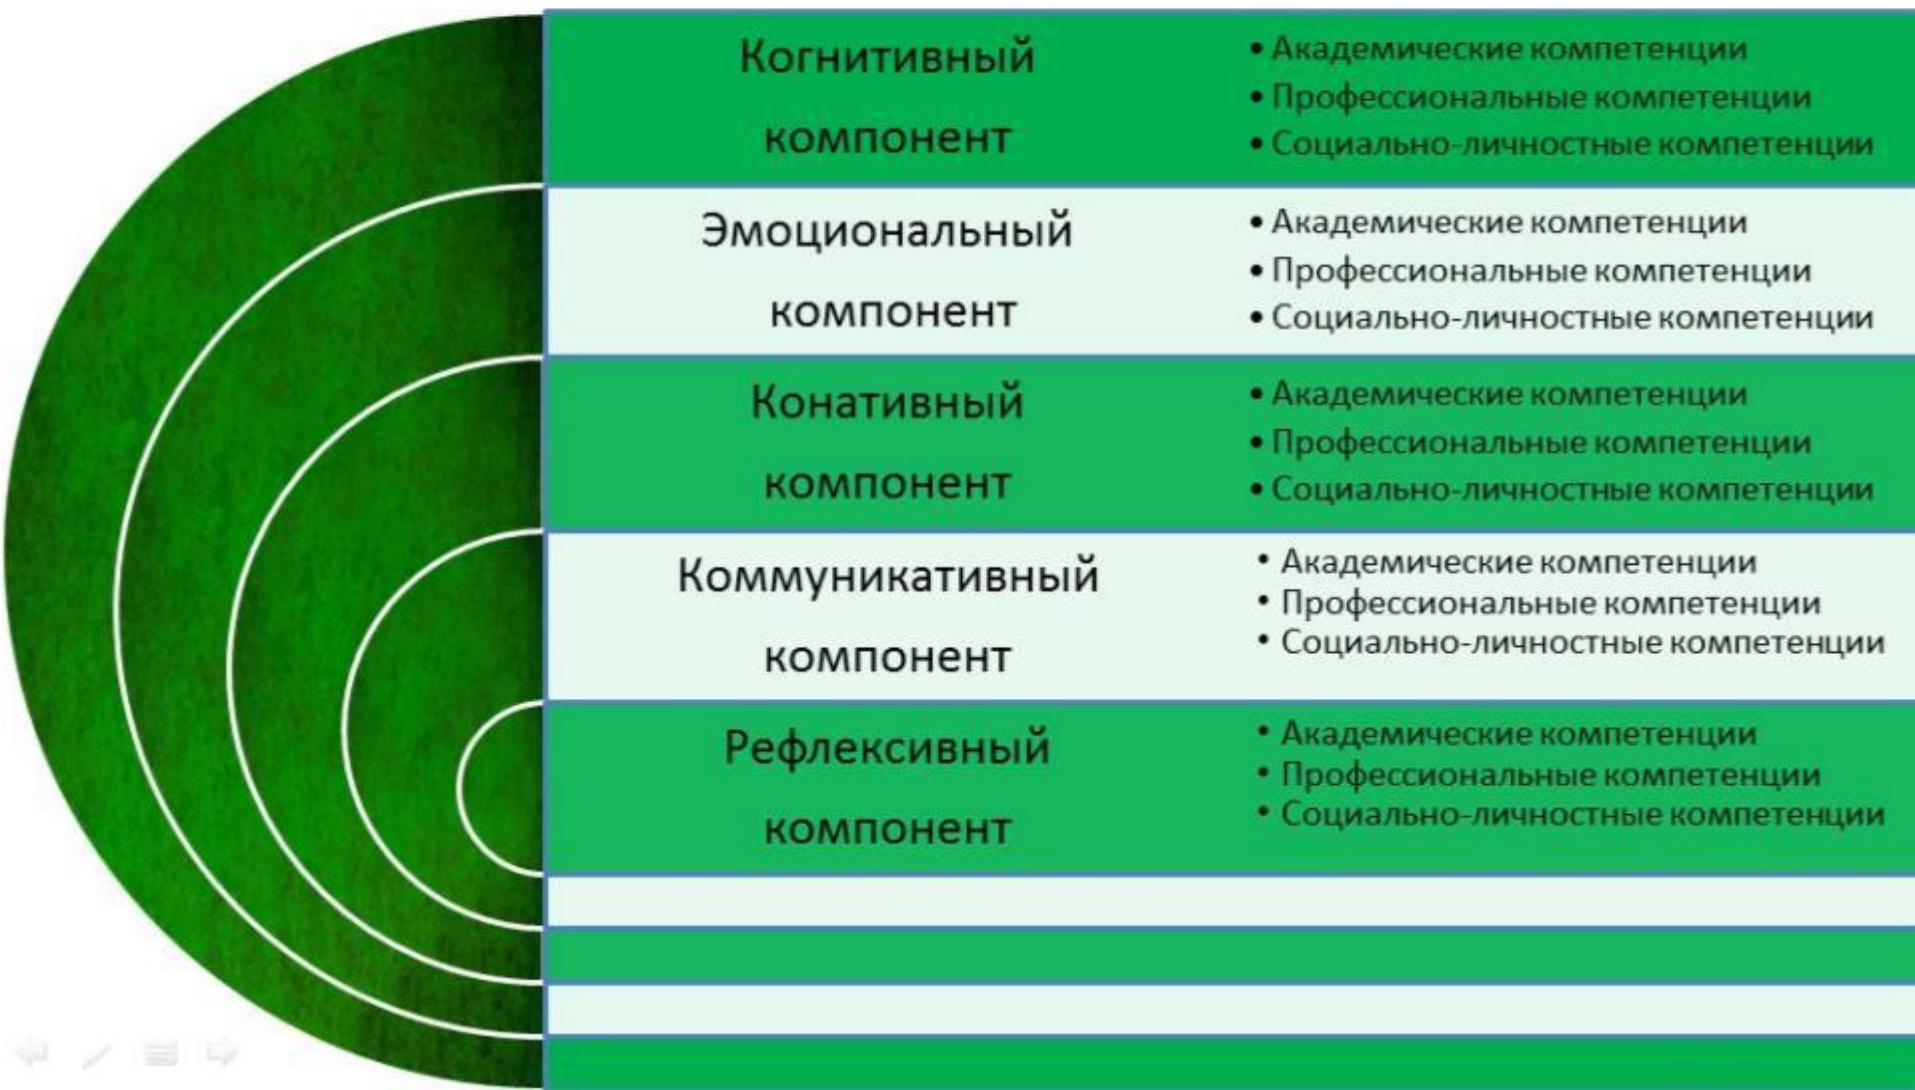 Когнитивный
компонент
• Академические компетенции
• Профессиональные компетенции
• Социально-личностные компетенции
Эмоциональный
компонент
• Академические компетенции
• Профессиональные компетенции
• Социально-личностные компетенции
Конативный
компонент
• Академические компетенции
• Профессиональные компетенции
• Социально-личностные компетенции
Коммуникативный
компонент
• Академические компетенции
• Профессиональные компетенции
• Социально-личностные компетенции
Рефлексивный
компонент
• Академические компетенции
• Профессиональные компетенции
• Социально-личностные компетенции